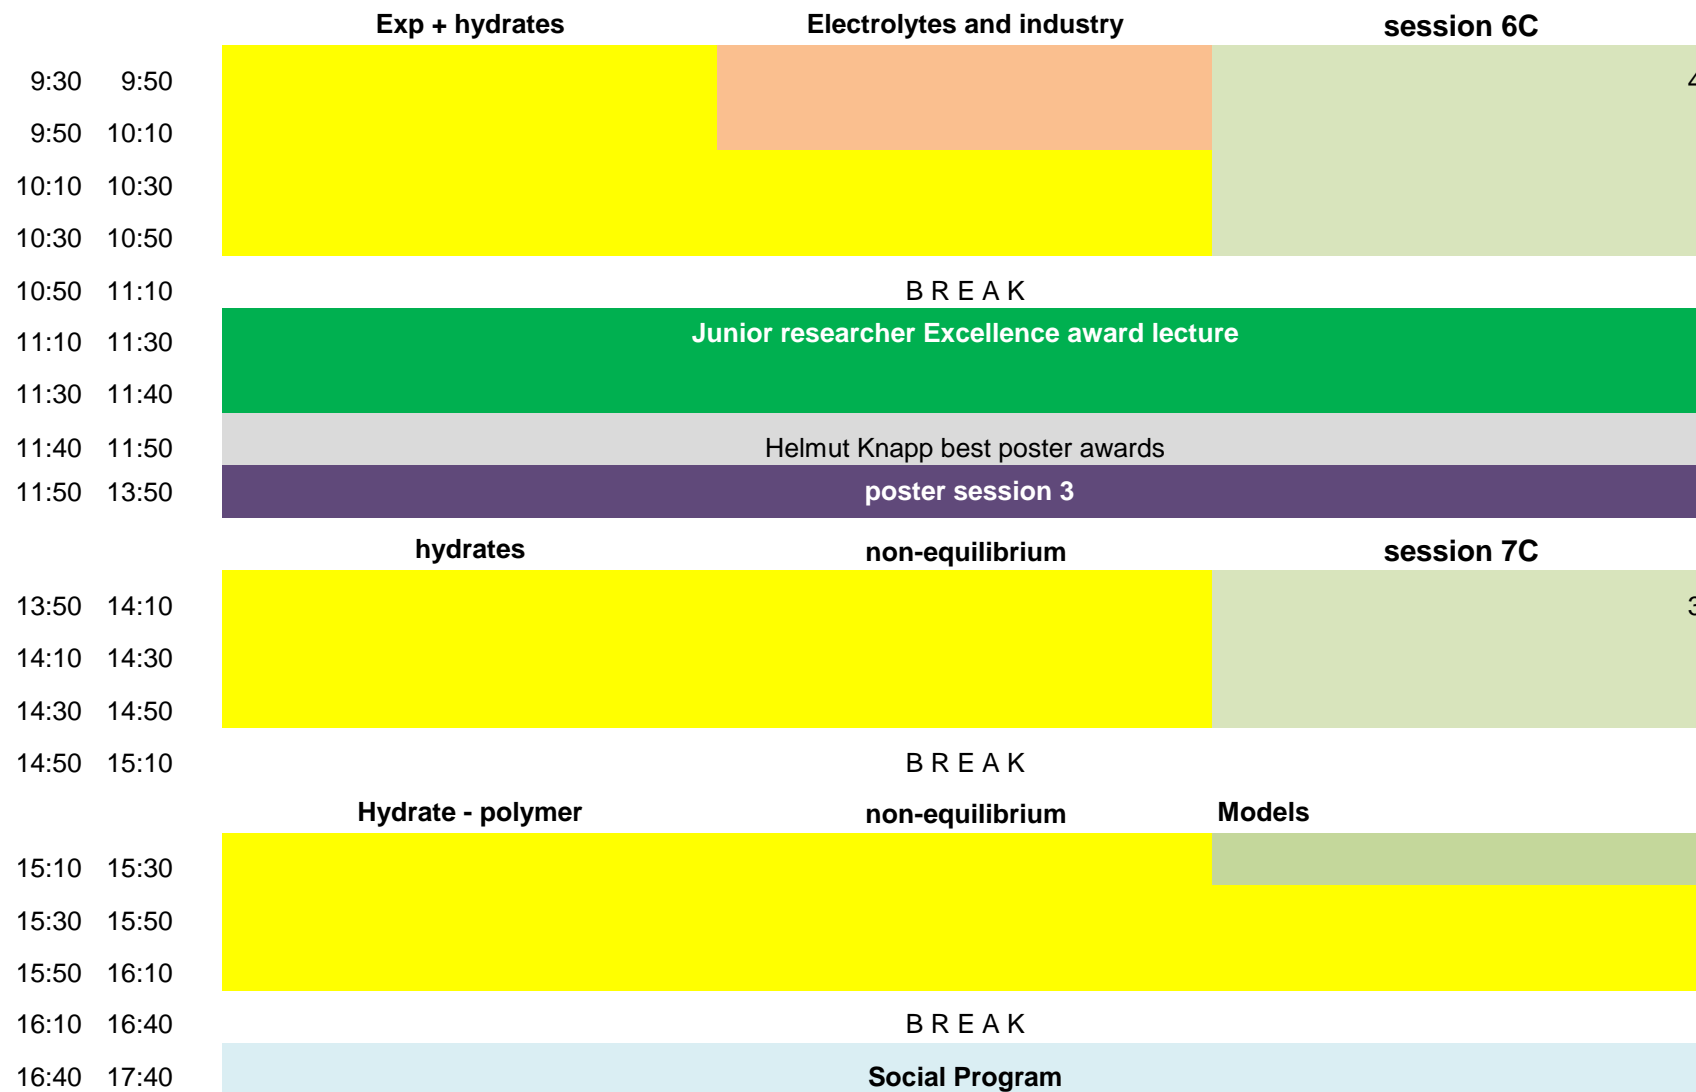 Exp + hydrates Electrolytes and industry session 6C
9:30 9:50 4
9:50 10:10
10:10 10:30
10:30 10:50
10:50 11:10 B R E A K
11:10 11:30 Junior researcher Excellence award lecture
11:30 11:40
11:40 11:50 Helmut Knapp best poster awards
11:50 13:50 poster session 3
hydrates non-equilibrium session 7C
13:50 14:10 3
14:10 14:30
14:30 14:50
14:50 15:10 B R E A K
Hydrate - polymer non-equilibrium Models
15:10 15:30
15:30 15:50
15:50 16:10
16:10 16:40 B R E A K
16:40 17:40 Social Program